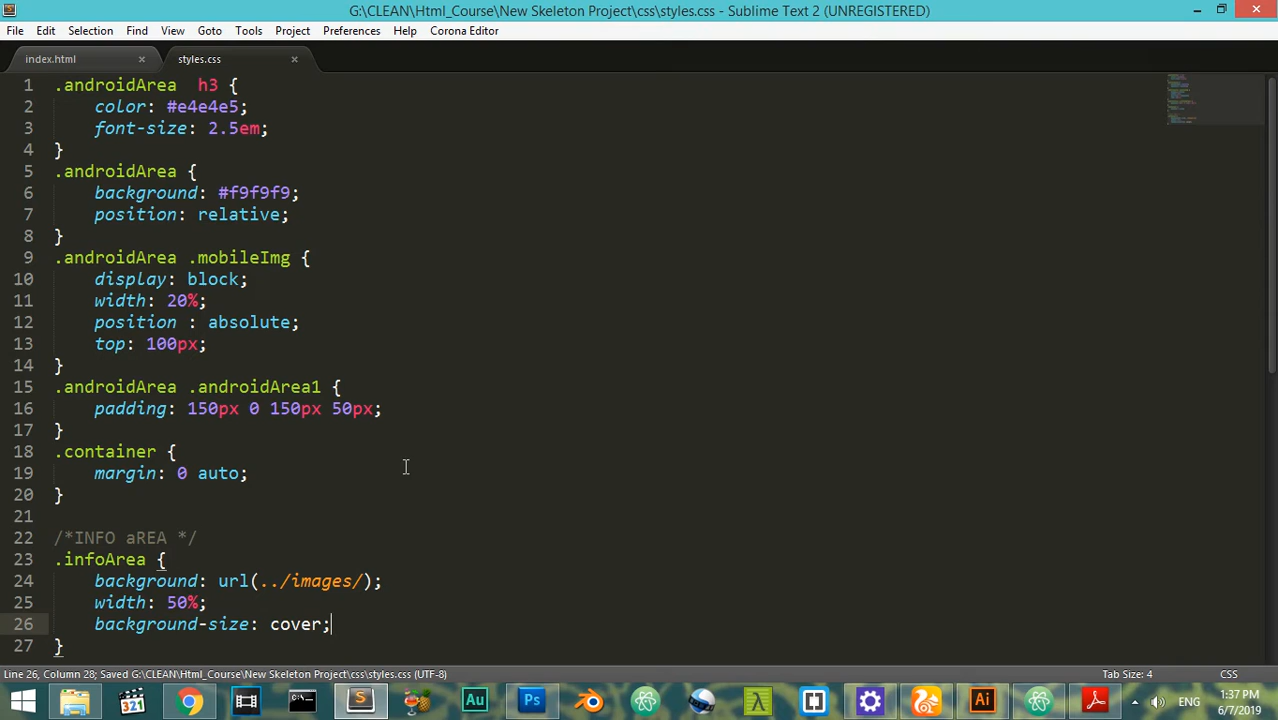 G:\CLEAN\Html_Course\New Skeleton Project\css\styles.css - Sublime Text 2 (UNREGISTERED)
File Edit Selection Find View Goto Tools Project Preferences Help Corona Editor
index.html styles.css
1 .androidArea  h3 {
2     color: #e4e4e5;
3     font-size: 2.5em;
4 }
5 .androidArea {
6     background: #f9f9f9;
7     position: relative;
8 }
9 .androidArea .mobileImg {
10     display: block;
11     width: 20%;
12     position : absolute;
13     top: 100px;
14 }
15 .androidArea .androidArea1 {
16     padding: 150px 0 150px 50px;
17 }
18 .container {
19     margin: 0 auto;
20 }
21
22 /*INFO aREA */
23 .infoArea {
24     background: url(../images/);
25     width: 50%;
26     background-size: cover;
27 }
Line 26, Column 28; Saved G:\CLEAN\Html_Course\New Skeleton Project\css\styles.css (UTF-8) Tab Size: 4 CSS
321 Au Ps Ai ENG 1:37 PM
6/7/2019